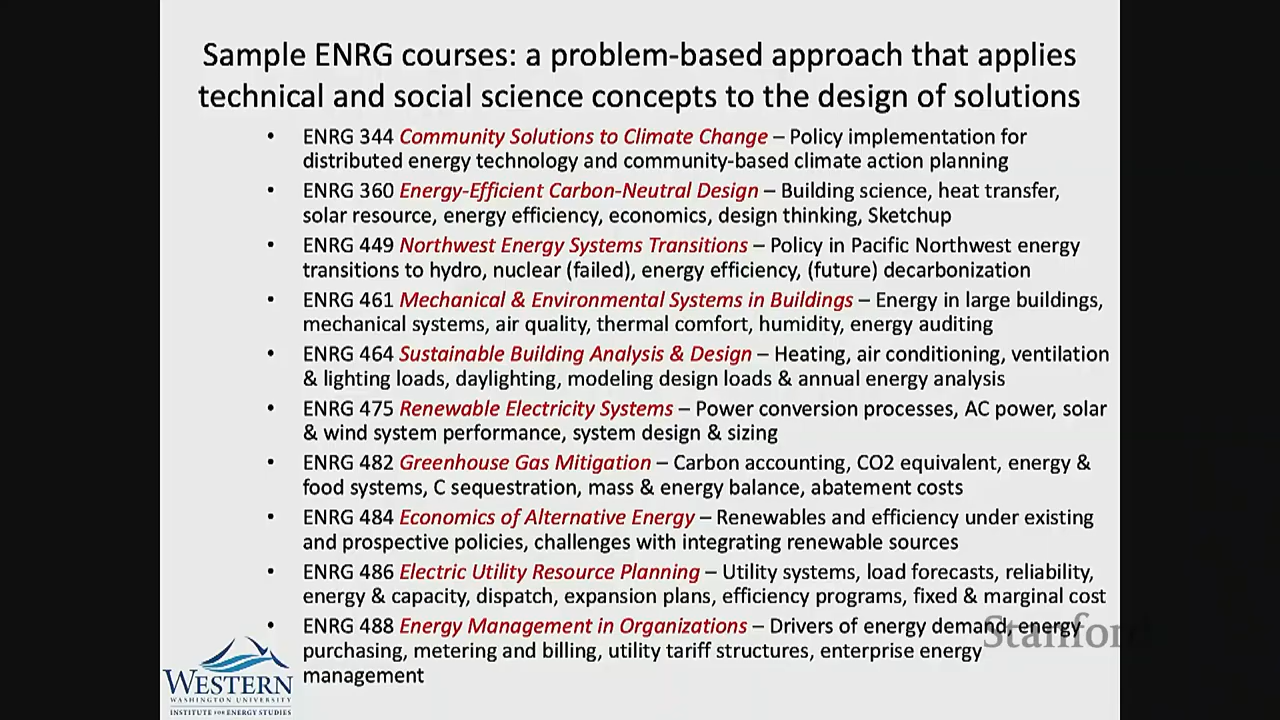 Sample ENRG courses: a problem-based approach that applies
technical and social science concepts to the design of solutions
• ENRG 344 Community Solutions to Climate Change – Policy implementation for
distributed energy technology and community-based climate action planning
• ENRG 360 Energy-Efficient Carbon-Neutral Design – Building science, heat transfer,
solar resource, energy efficiency, economics, design thinking, Sketchup
• ENRG 449 Northwest Energy Systems Transitions – Policy in Pacific Northwest energy
transitions to hydro, nuclear (failed), energy efficiency, (future) decarbonization
• ENRG 461 Mechanical & Environmental Systems in Buildings – Energy in large buildings,
mechanical systems, air quality, thermal comfort, humidity, energy auditing
• ENRG 464 Sustainable Building Analysis & Design – Heating, air conditioning, ventilation
& lighting loads, daylighting, modeling design loads & annual energy analysis
• ENRG 475 Renewable Electricity Systems – Power conversion processes, AC power, solar
& wind system performance, system design & sizing
• ENRG 482 Greenhouse Gas Mitigation – Carbon accounting, CO2 equivalent, energy &
food systems, C sequestration, mass & energy balance, abatement costs
• ENRG 484 Economics of Alternative Energy – Renewables and efficiency under existing
and prospective policies, challenges with integrating renewable sources
• ENRG 486 Electric Utility Resource Planning – Utility systems, load forecasts, reliability,
energy & capacity, dispatch, expansion plans, efficiency programs, fixed & marginal cost
• ENRG 488 Energy Management in Organizations – Drivers of energy demand, energy
purchasing, metering and billing, utility tariff structures, enterprise energy
management
Stanford
WESTERN
WASHINGTON UNIVERSITY
INSTITUTE FOR ENERGY STUDIES